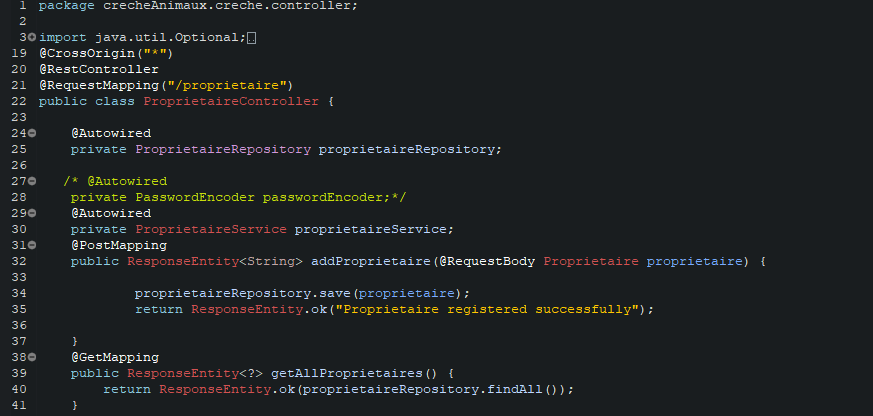 1 package crecheAnimaux.creche.controller;
2
3 import java.util.Optional;
19 @CrossOrigin("*")
20 @RestController
21 @RequestMapping("/proprietaire")
22 public class ProprietaireController {
23
24 @Autowired
25 private ProprietaireRepository proprietaireRepository;
26
27 /* @Autowired
28 private PasswordEncoder passwordEncoder;*/
29 @Autowired
30 private ProprietaireService proprietaireService;
31 @PostMapping
32 public ResponseEntity<String> addProprietaire(@RequestBody Proprietaire proprietaire) {
33
34 proprietaireRepository.save(proprietaire);
35 return ResponseEntity.ok("Proprietaire registered successfully");
36
37 }
38 @GetMapping
39 public ResponseEntity<?> getAllProprietaires() {
40 return ResponseEntity.ok(proprietaireRepository.findAll());
41 }